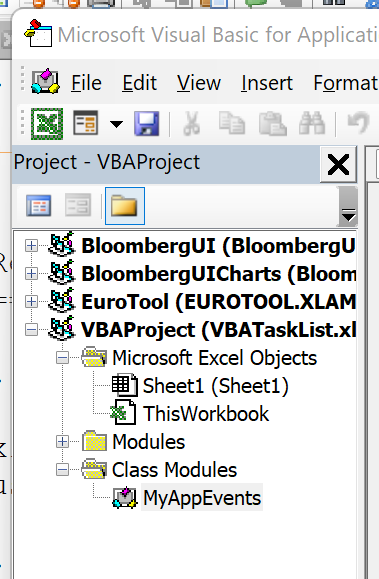 Microsoft Visual Basic for Applicati
File Edit View Insert Format
Project - VBAProject
BloombergUI (BloombergU
BloombergUICharts (Bloom
EuroTool (EUROTOOL.XLAM
VBAProject (VBATaskList.xl
Microsoft Excel Objects
Sheet1 (Sheet1)
ThisWorkbook
Modules
Class Modules
MyAppEvents